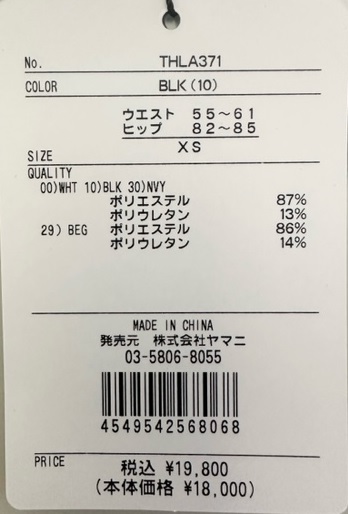 No. THLA371
COLOR BLK(10)
ウエスト 55～61
ヒップ 82～85
SIZE XS
QUALITY
00)WHT 10)BLK 30)NVY
ポリエステル 87%
ポリウレタン 13%
29) BEG ポリエステル 86%
ポリウレタン 14%
MADE IN CHINA
発売元 株式会社ヤマニ
03-5806-8055
4549542568068
PRICE 税込 ¥19,800
(本体価格 ¥18,000)